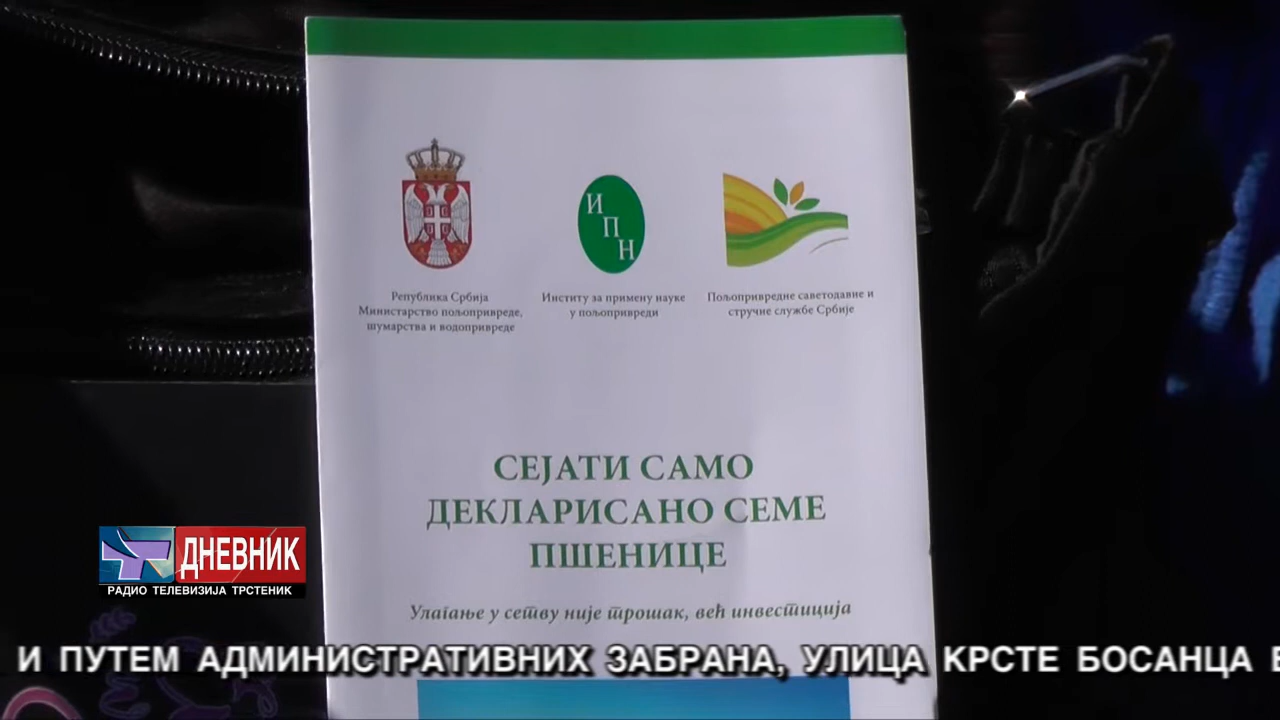 И
П
Н
Република Србија
Министарство пољопривреде,
шумарства и водопривреде
Институ за примену науке
у пољопривреди
Пољопривредне саветодавне и
стручне службе Србије
СЕЈАТИ САМО
ДЕКЛАРИСАНО СЕМЕ
ПШЕНИЦЕ
Улагање у сетву није трошак, већ инвестиција
ДНЕВНИК
РАДИО ТЕЛЕВИЗИЈА ТРСТЕНИК
И ПУТЕМ АДМИНИСТРАТИВНИХ ЗАБРАНА, УЛИЦА КРСТЕ БОСАНЦА